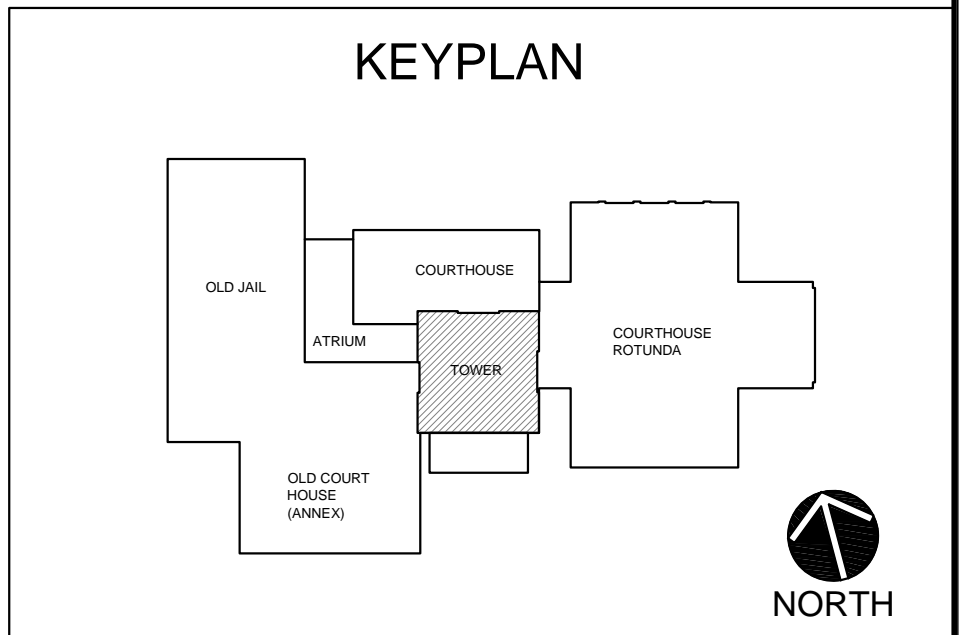 KEYPLAN
OLD JAIL
ATRIUM
COURTHOUSE
TOWER
COURTHOUSE
ROTUNDA
OLD COURT
HOUSE
(ANNEX)
NORTH